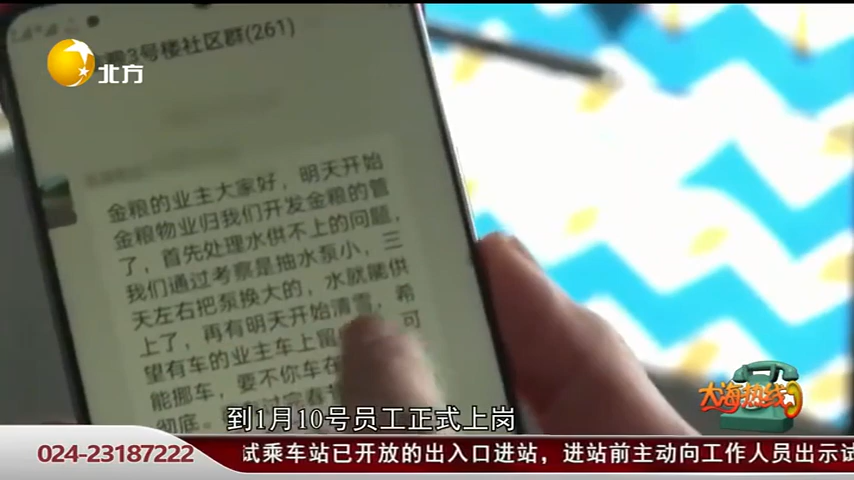 3号楼社区群(261)
北方
金粮的业主大家好，明天开始
金粮物业归我们开发金粮的管
了，首先处理水供不上的问题，
我们通过考察是抽水泵小，三
天左右把泵换大的，水就能供
上了，再有明天开始清雪，希
望有车的业主车上留 可
能挪车，要不你车在
彻底。
到1月10号员工正式上岗
大海热线
024-23187222
试乘车站已开放的出入口进站，进站前主动向工作人员出示试